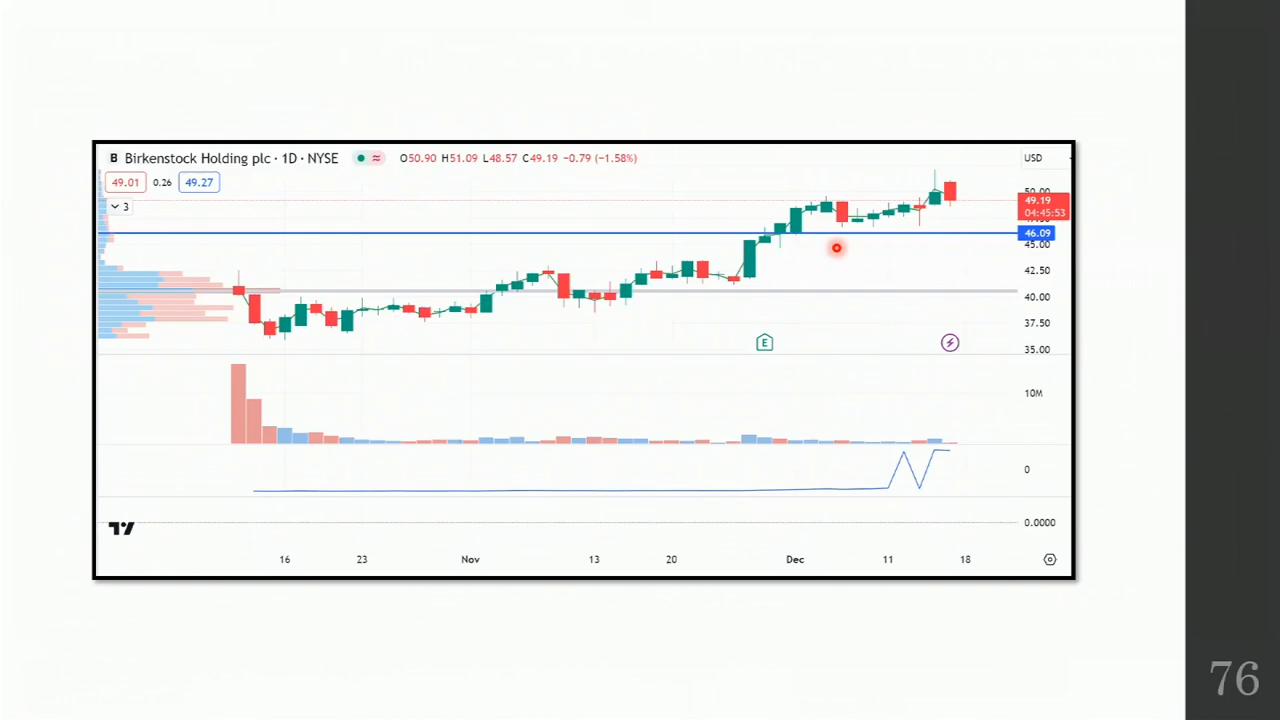 B Birkenstock Holding plc · 1D · NYSE O50.90 H51.09 L48.57 C49.19 −0.79 (−1.58%) USD
49.01 0.26 49.27
3
50.00
49.19
04:45:53
46.09
45.00
42.50
40.00
37.50
35.00
E
10M
0
0.0000
16 23 Nov 13 20 Dec 11 18
76